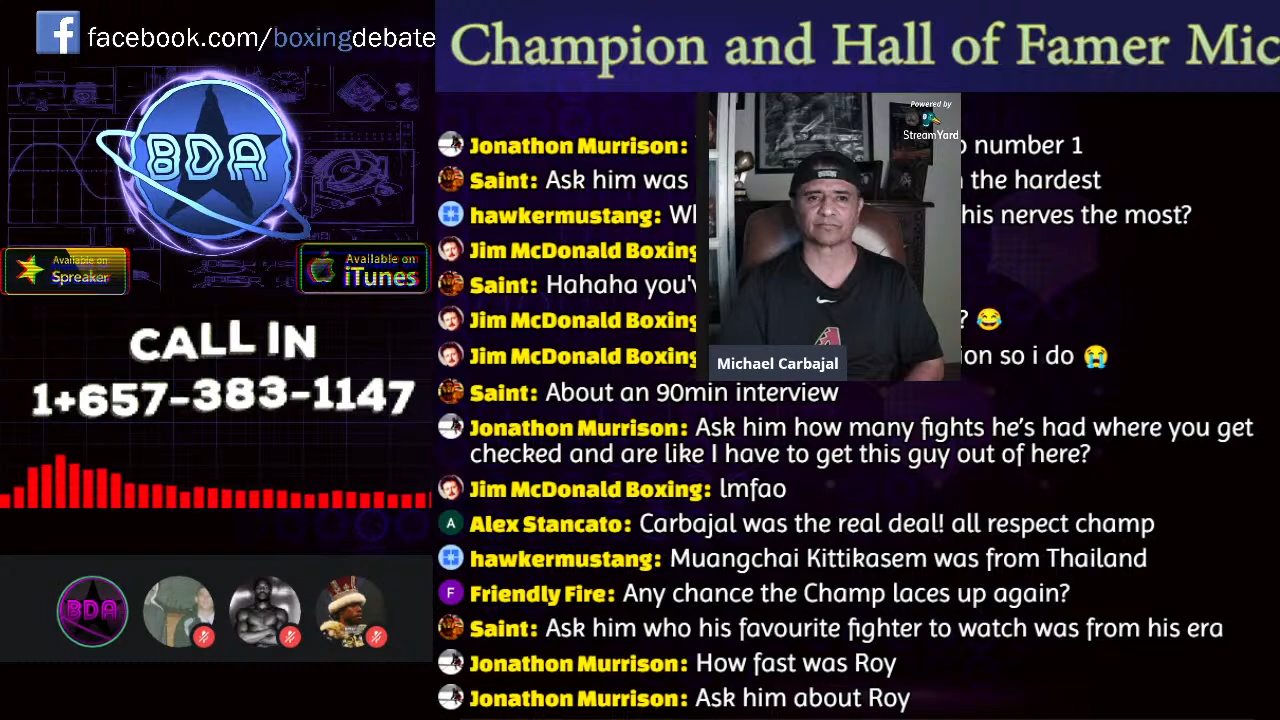 facebook.com/boxingdebate
Champion and Hall of Famer Mic
BDA
Available on
Spreaker
Available on
iTunes
CALL IN
1+657-383-1147
BDA
Powered by
StreamYard
Jonathon Murrison: number 1
Saint: Ask him was the hardest
hawkermustang: his nerves the most?
Jim McDonald Boxing
Saint: Hahaha
Jim McDonald Boxing ? 😂
Jim McDonald Boxing so i do 😭
Michael Carbajal
Saint: About an 90min interview
Jonathon Murrison: Ask him how many fights he’s had where you get
checked and are like I have to get this guy out of here?
Jim McDonald Boxing: lmfao
A Alex Stancato: Carbajal was the real deal! all respect champ
hawkermustang: Muangchai Kittikasem was from Thailand
F Friendly Fire: Any chance the Champ laces up again?
Saint: Ask him who his favourite fighter to watch was from his era
Jonathon Murrison: How fast was Roy
Jonathon Murrison: Ask him about Roy